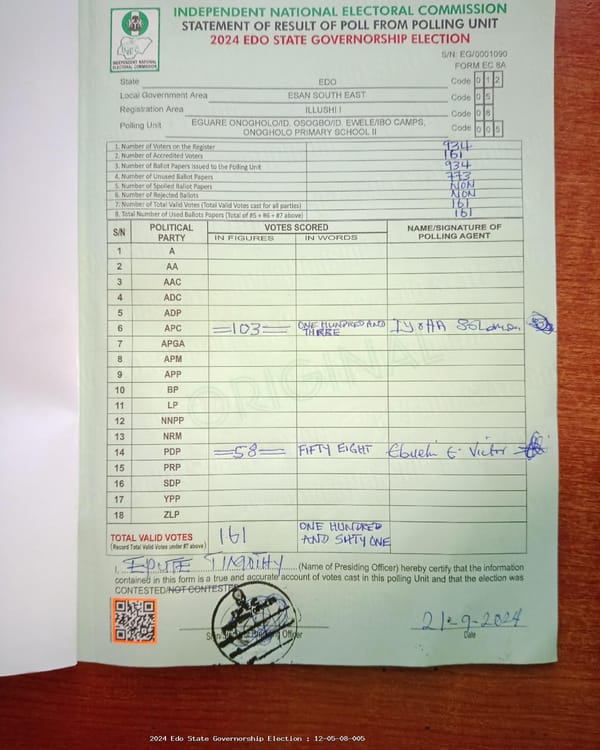 INDEPENDENT NATIONAL ELECTORAL COMMISSION
STATEMENT OF RESULT OF POLL FROM POLLING UNIT
2024 EDO STATE GOVERNORSHIP ELECTION
INEC
INDEPENDENT NATIONAL ELECTORAL COMMISSION
S/N: EG/0001090
FORM EC 8A
State EDO Code 0 1 2
Local Government Area ESAN SOUTH EAST Code 0 5
Registration Area ILLUSHI I Code 0 8
Polling Unit EGUARE ONOGHOLO/ID, OSOGBO/ID, EWELE/IBO CAMPS, ONOGHOLO PRIMARY SCHOOL II Code 0 0 5
1. Number of Voters on the Register 934
2. Number of Accredited Voters 161
3. Number of Ballot Papers issued to the Polling Unit 934
4. Number of Unused Ballot Papers 773
5. Number of Spoiled Ballot Papers NON
6. Number of Rejected Ballots NON
7. Number of Total Valid Votes (Total Valid Votes cast for all parties) 161
8. Total Number of Used Ballots Papers (Total of #5 + #6 + #7 above) 161
S/N POLITICAL PARTY VOTES SCORED NAME/SIGNATURE OF POLLING AGENT
IN FIGURES IN WORDS
1 A
2 AA
3 AAC
4 ADC
5 ADP
6 APC =103= ONE HUNDRED AND THREE IYOHA SOLOMON
7 APGA
8 APM
9 APP
10 BP
11 LP
12 NNPP
13 NRM
14 PDP =58= FIFTY EIGHT Ebuehi E. Victor
15 PRP
16 SDP
17 YPP
18 ZLP
ORIGINAL
TOTAL VALID VOTES 161 ONE HUNDRED AND SIXTY ONE
(Record Total Valid Votes under #7 above)
I, EPUTE TIMOTHY (Name of Presiding Officer) hereby certify that the information
contained in this form is a true and accurate account of votes cast in this polling Unit and that the election was
CONTESTED/NOT CONTESTED
Officer
21-9-2024
Date
2024 Edo State Governorship Election : 12-05-08-005